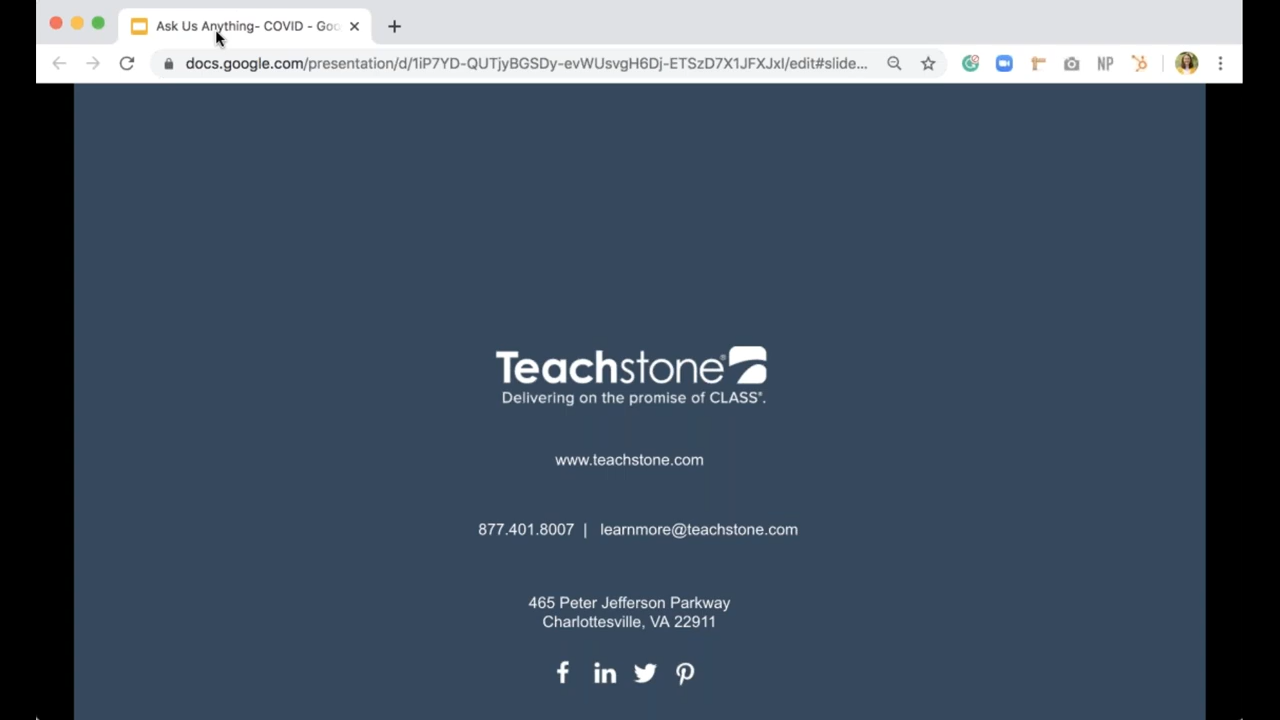 Ask Us Anything- COVID - Goo
docs.google.com/presentation/d/1iP7YD-QUTjyBGSDy-evWUsvgH6Dj-ETSzD7X1JFXJxI/edit#slide...
NP
Teachstone®
Delivering on the promise of CLASS®.
www.teachstone.com
877.401.8007 | learnmore@teachstone.com
465 Peter Jefferson Parkway
Charlottesville, VA 22911